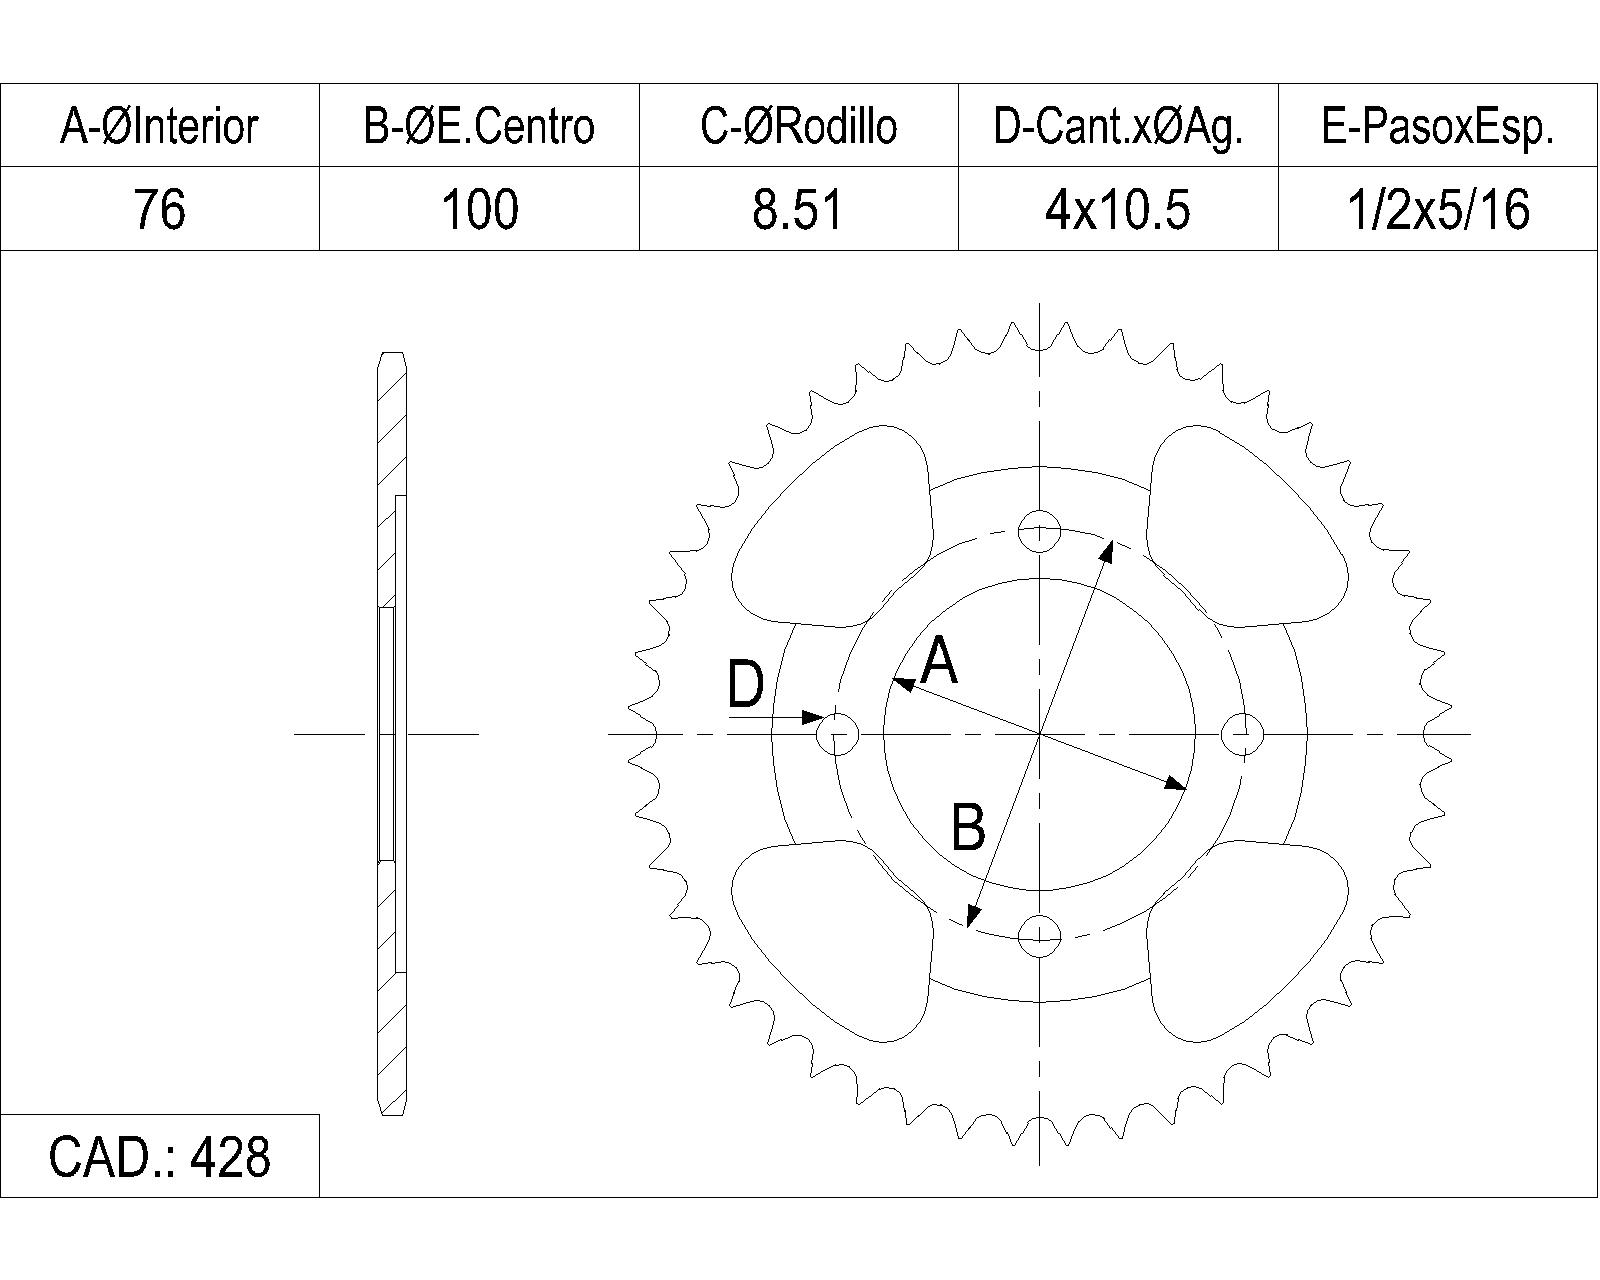 A-ØInterior B-ØE.Centro C-ØRodillo D-Cant.xØAg. E-PasoxEsp.
76 100 8.51 4x10.5 1/2x5/16
A
D
B
CAD.: 428